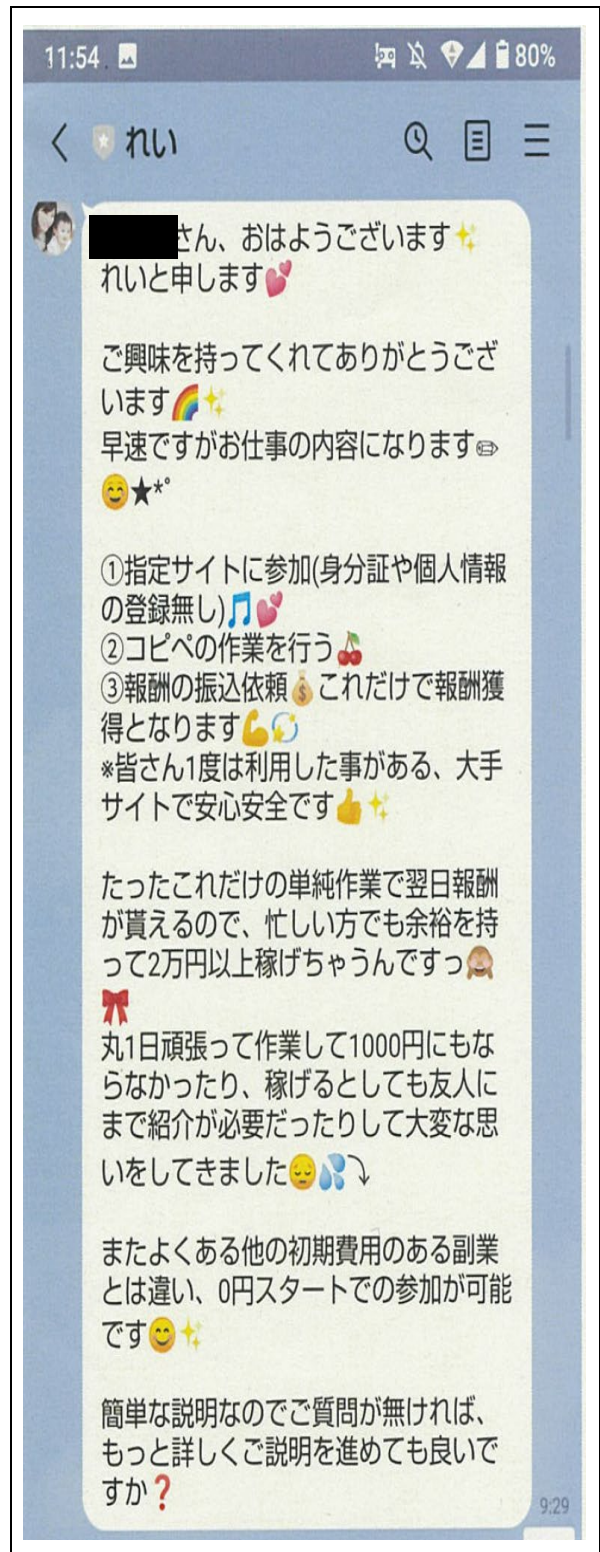 11:54
80%
れい
さん、おはようございます✨
れいと申します💕
ご興味を持ってくれてありがとうござ
います🌈✨
早速ですがお仕事の内容になります✏
😊★*°
①指定サイトに参加(身分証や個人情報
の登録無し)🎵💕
②コピペの作業を行う🍒
③報酬の振込依頼💰これだけで報酬獲
得となります💪💫
※皆さん1度は利用した事がある、大手
サイトで安心安全です👍✨
たったこれだけの単純作業で翌日報酬
が貰えるので、忙しい方でも余裕を持
って2万円以上稼げちゃうんですっ🙈
🎀
丸1日頑張って作業して1000円にもな
らなかったり、稼げるとしても友人に
まで紹介が必要だったりして大変な思
いをしてきました😔💦⤵
またよくある他の初期費用のある副業
とは違い、0円スタートでの参加が可能
です😊✨
簡単な説明なのでご質問が無ければ、
もっと詳しくご説明を進めても良いで
すか❓
9:29